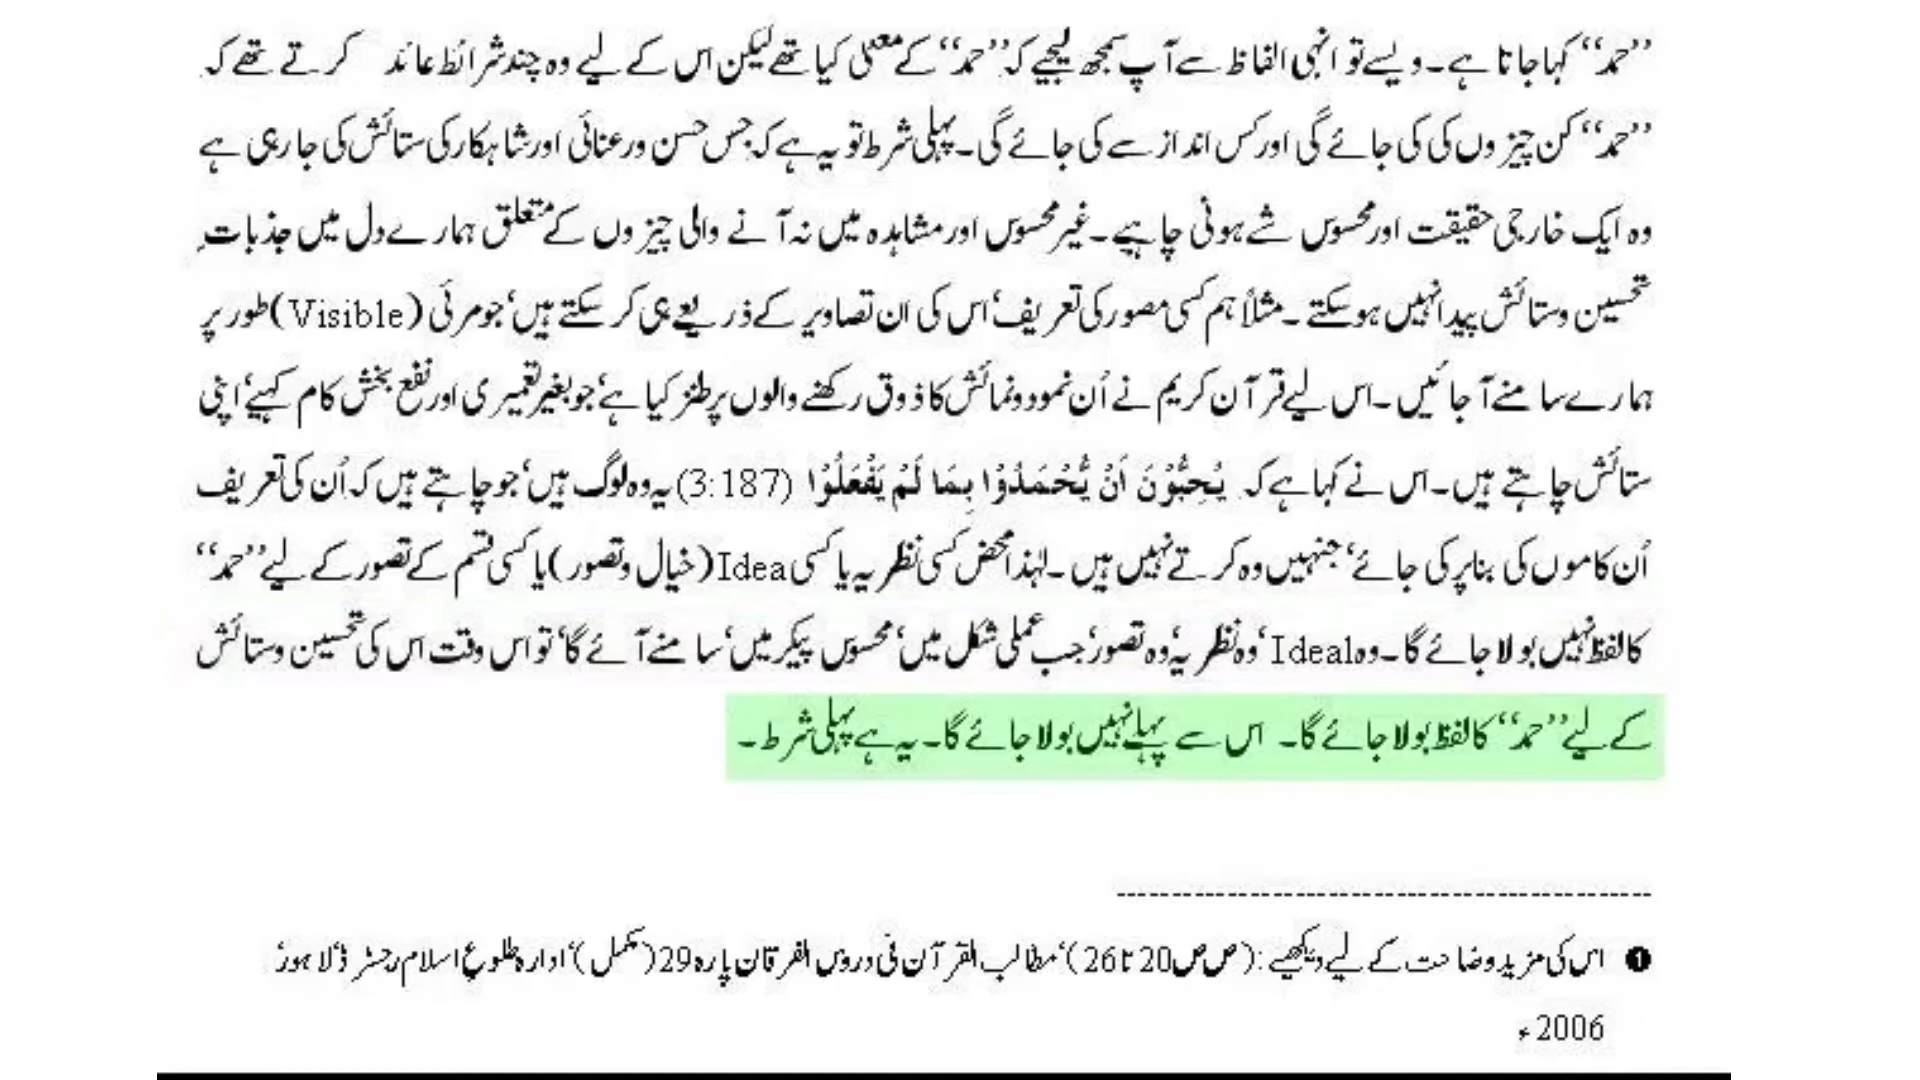 ’’حمد‘‘ کہا جاتا ہے۔ ویسے تو انہی الفاظ سے آپ سمجھ لیجیے کہ ’’حمد‘‘ کے معنی کیا تھے لیکن اس کے لیے وہ چند شرائط عائد کرتے تھے کہ
’’حمد‘‘ کن چیزوں کی کی جائے گی اور کس انداز سے کی جائے گی۔ پہلی شرط تو یہ ہے کہ جس حسن و رعنائی اور شاہکار کی ستائش کی جا رہی ہے
وہ ایک خارجی حقیقت اور محسوس شے ہونی چاہیے۔ غیر محسوس اور مشاہدہ میں نہ آنے والی چیزوں کے متعلق ہمارے دل میں جذباتِ
تحسین و ستائش پیدا نہیں ہو سکتے۔ مثلاً ہم کسی مصور کی تعریف‘ اس کی ان تصاویر کے ذریعے ہی کر سکتے ہیں‘ جو مرئی (Visible) طور پر
ہمارے سامنے آ جائیں۔ اس لیے قرآن کریم نے اُن نمود و نمائش کا ذوق رکھنے والوں پر طنز کیا ہے‘ جو بغیر تعمیری اور نفع بخش کام کہیے‘ اپنی
ستائش چاہتے ہیں۔ اس نے کہا ہے کہ یُحِبُّوْنَ اَنْ یُّحْمَدُوْا بِمَا لَمْ یَفْعَلُوْا (3:187) یہ وہ لوگ ہیں‘ جو چاہتے ہیں کہ اُن کی تعریف
اُن کاموں کی بنا پر کی جائے‘ جنہیں وہ کرتے نہیں ہیں۔ لہٰذا محض کسی نظریہ یا کسی Idea (خیال و تصور) یا کسی قسم کے تصور کے لیے ’’حمد‘‘
کا لفظ نہیں بولا جائے گا۔ وہ Ideal‘ وہ نظریہ‘ وہ تصور‘ جب عملی شکل میں‘ محسوس پیکر میں‘ سامنے آئے گا‘ تو اس وقت اس کی تحسین و ستائش
کے لیے ’’حمد‘‘ کا لفظ بولا جائے گا۔ اس سے پہلے نہیں بولا جائے گا۔ یہ ہے پہلی شرط۔
❶ اس کی مزید وضاحت کے لیے دیکھیے: (ص ص 20 تا 26)‘ مطالب القرآن فی دروس الفرقان پارہ 29 (مکمل)‘ ادارہ طلوعِ اسلام رجسٹرڈ‘ لاہور‘
2006ء